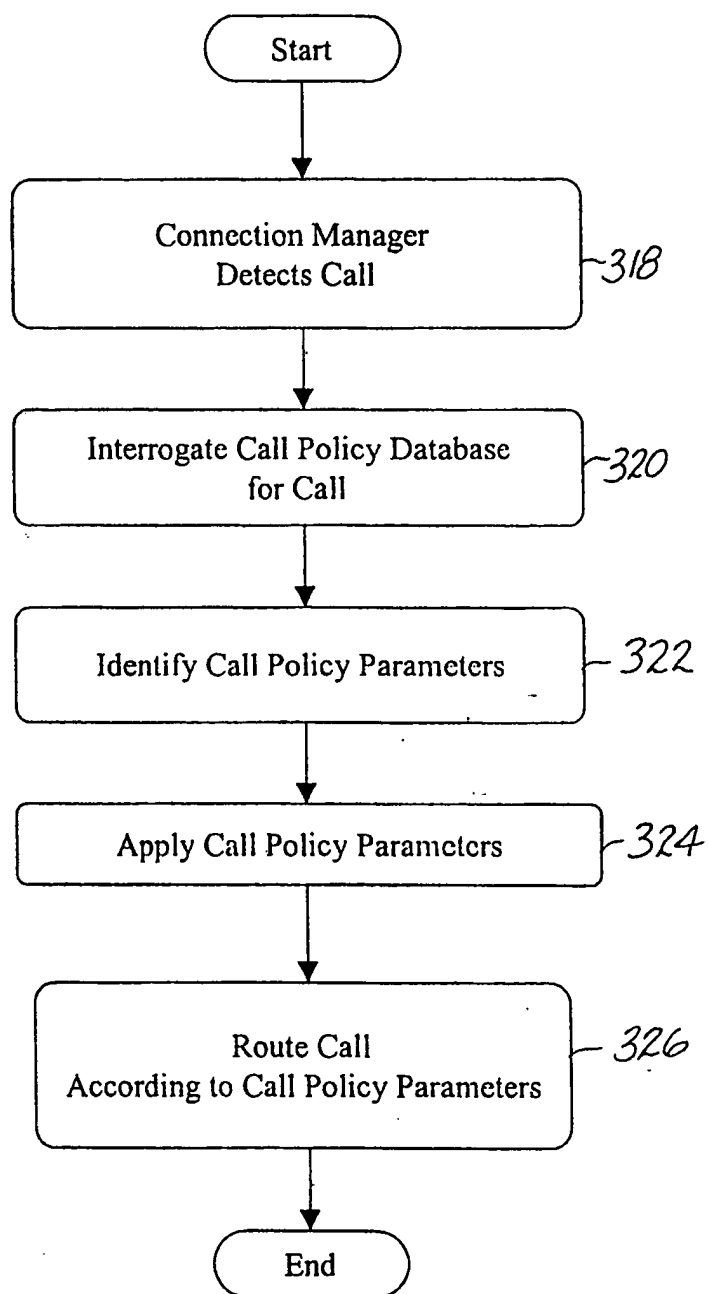 Start
Connection Manager
Detects Call
318
Interrogate Call Policy Database
for Call
320
Identify Call Policy Parameters
322
Apply Call Policy Parameters
324
Route Call
According to Call Policy Parameters
326
End